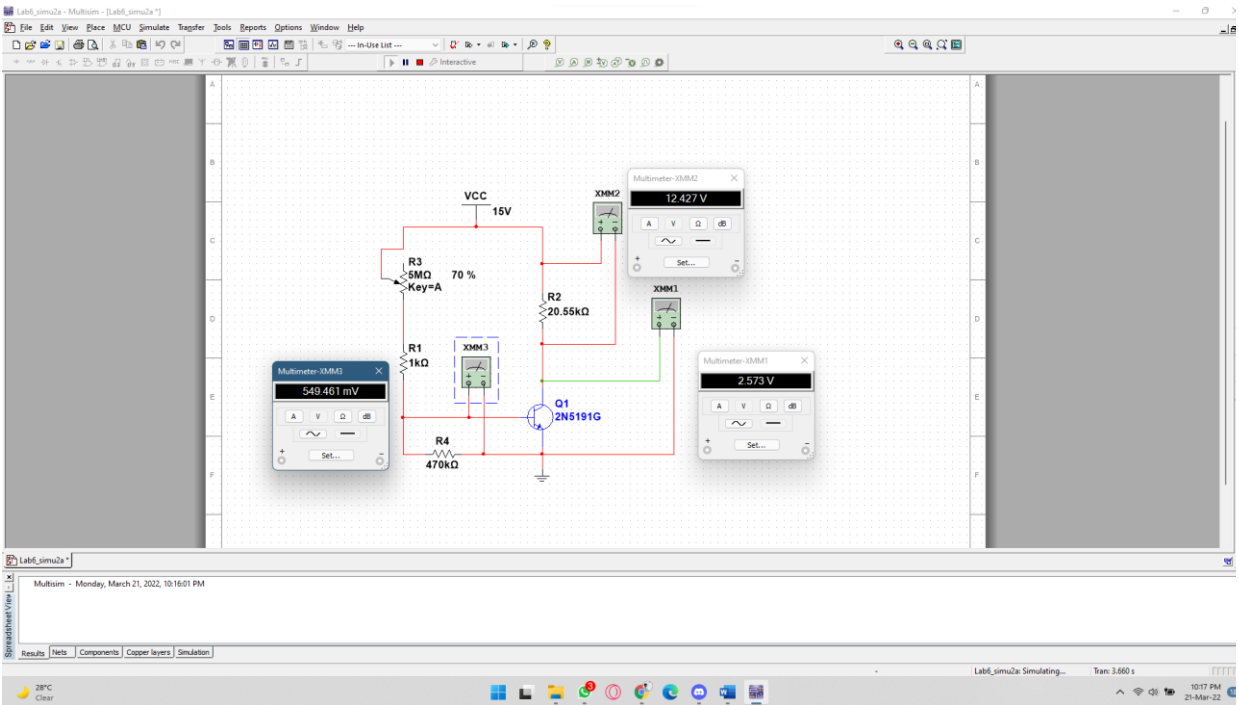 Lab6_simu2a - Multisim - [Lab6_simu2a *]
File Edit View Place MCU Simulate Transfer Tools Reports Options Window Help
--- In-Use List ---
Interactive
A
A
B
B
C
C
D
D
E
E
F
F
VCC
15V
XMM2
Multimeter-XMM2
12.427 V
A V Ω dB
+ Set... -
R3
5MΩ 70 %
Key=A
R2
20.55kΩ
XMM1
R1
1kΩ
XMM3
Multimeter-XMM3
549.461 mV
A V Ω dB
+ Set... -
Multimeter-XMM1
2.573 V
A V Ω dB
+ Set... -
Q1
2N5191G
R4
470kΩ
Lab6_simu2a *
Multisim - Monday, March 21, 2022, 10:16:01 PM
Spreadsheet View
Results Nets Components Copper layers Simulation
- Lab6_simu2a: Simulating... Tran: 3.660 s
28°C
Clear
3
10:17 PM
21-Mar-22